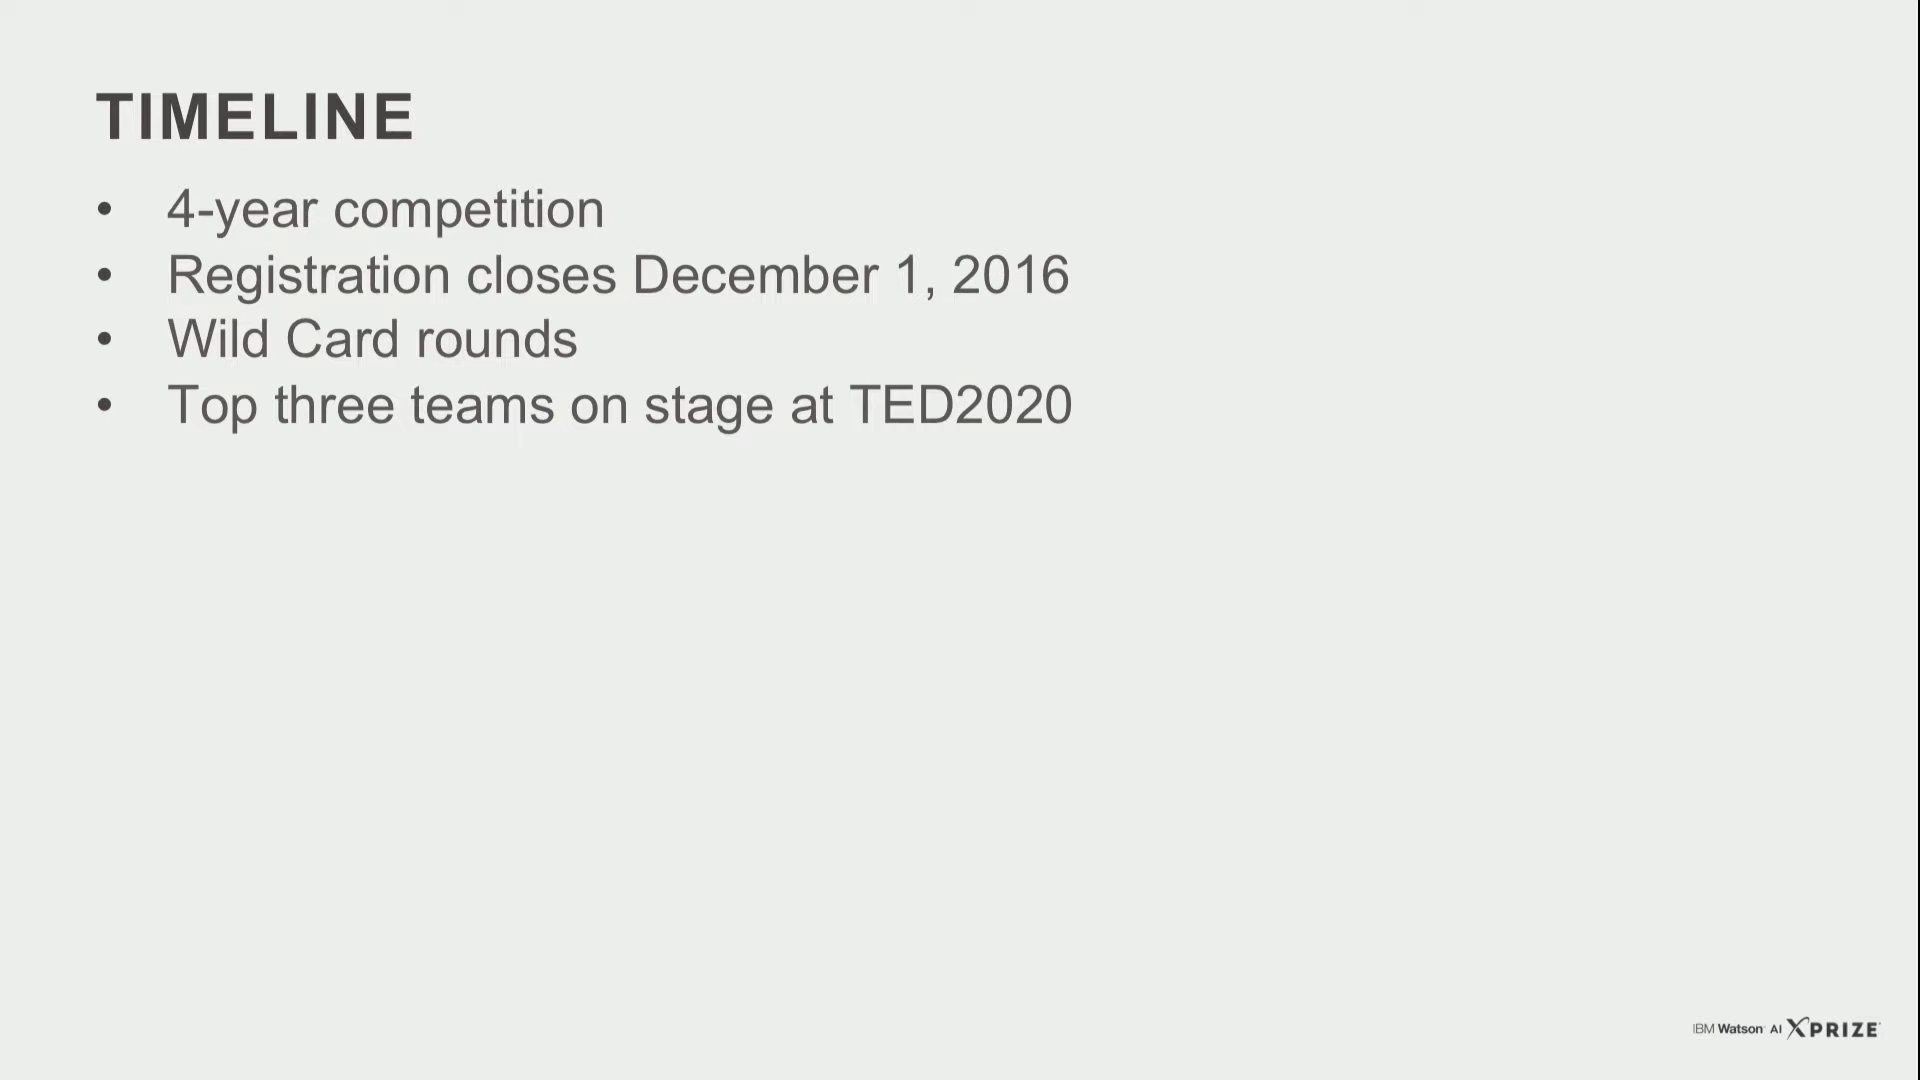 TIMELINE
• 4-year competition
• Registration closes December 1, 2016
• Wild Card rounds
• Top three teams on stage at TED2020
IBM Watson AI XPRIZE